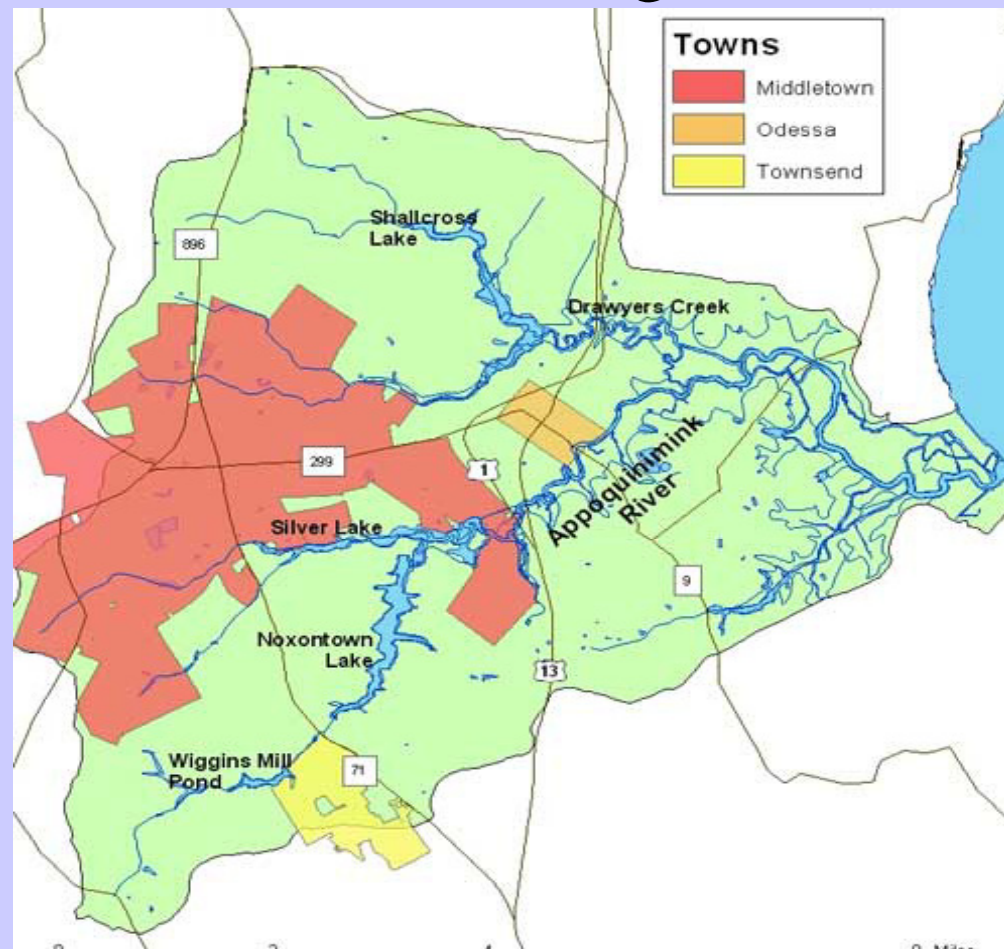 Towns
Middletown
Odessa
Townsend
Shallcross
Lake
896
Drawyers Creek
299
1
Appoquinimink
River
Silver Lake
9
Noxontown
Lake
13
Wiggins Mill
Pond
71